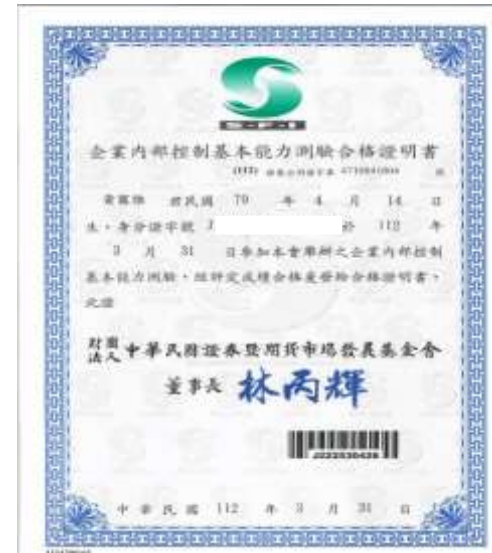 S-F-I
企業內部控制基本能力測驗合格證明書
(112)
民國 79 年 4 月 14 日
生,身分證字號 J 於 112 年
3 月 31 日參加本會舉辦之企業內部控制
基本能力測驗,經評定成績合格爰發給合格證明書,
此證
財團法人中華民國證券暨期貨市場發展基金會
董事長 林丙輝
中華民國 112 年 3 月 31 日